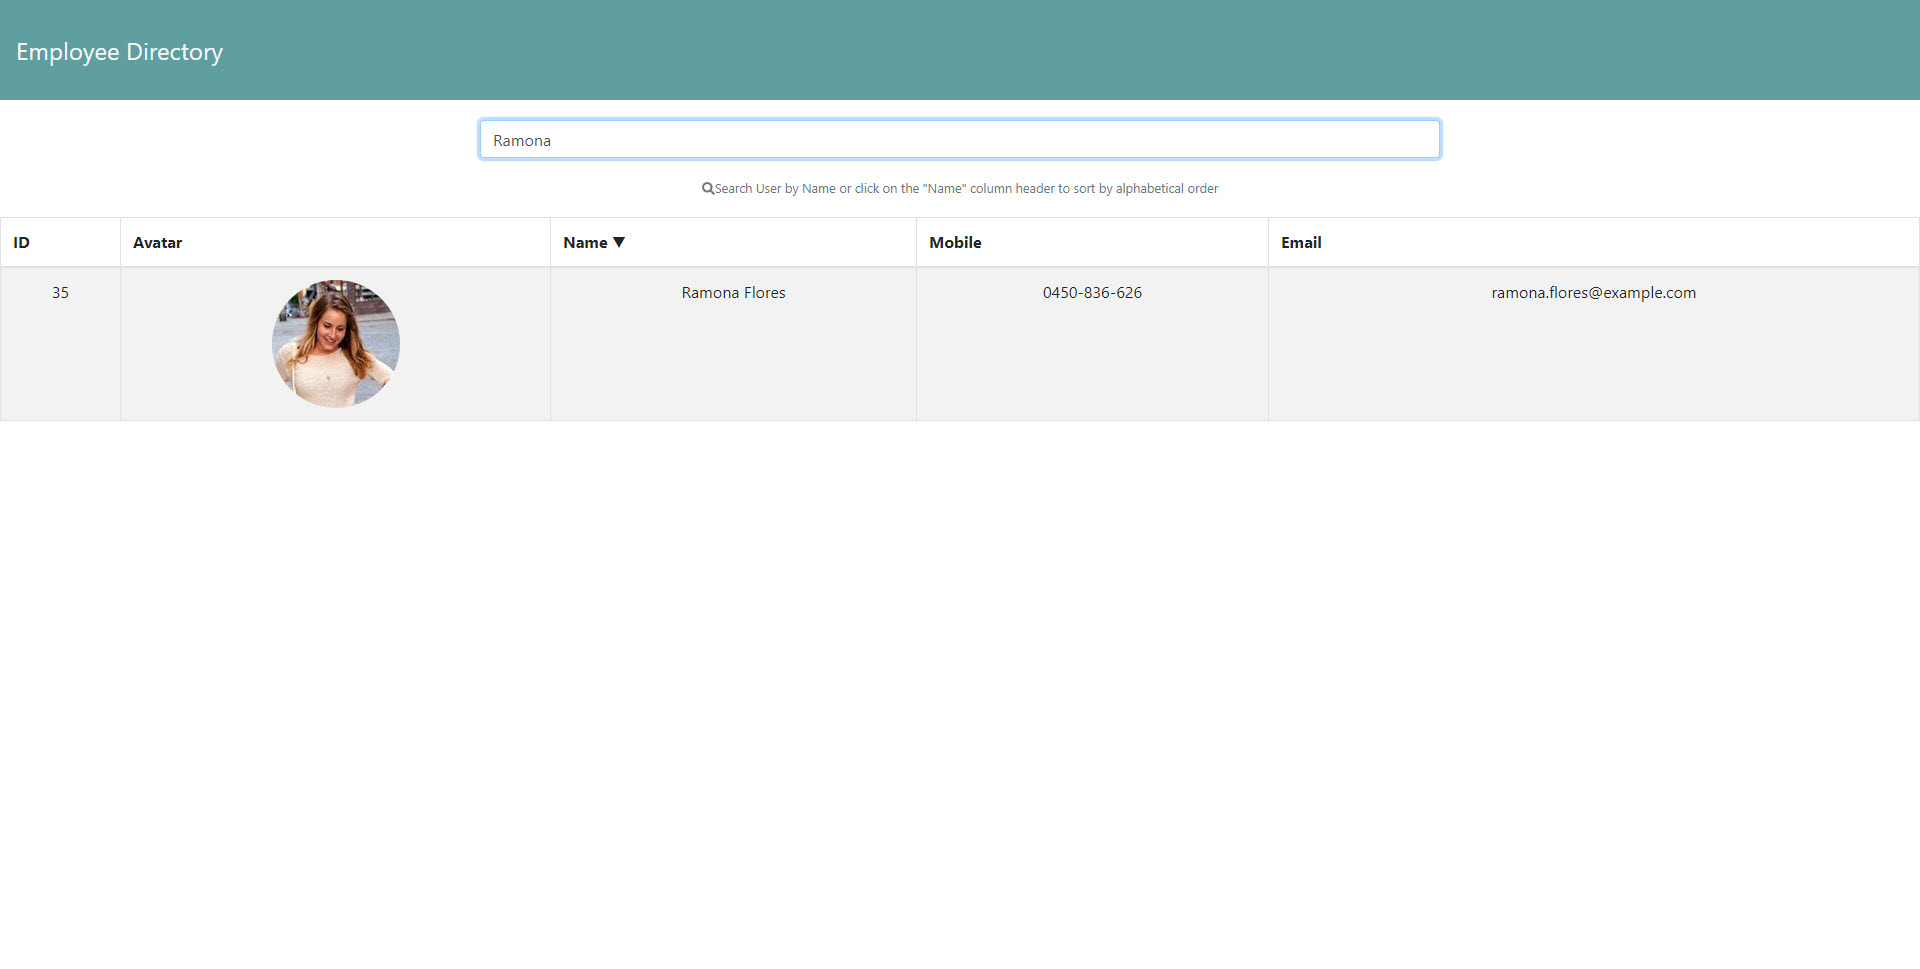 Employee Directory
Ramona
Search User by Name or click on the "Name" column header to sort by alphabetical order
ID Avatar Name ▼ Mobile Email
35 Ramona Flores 0450-836-626 ramona.flores@example.com